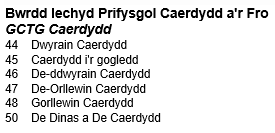 Bwrdd Iechyd Prifysgol Caerdydd a'r Fro
GCTG Caerdydd
44 Dwyrain Caerdydd
45 Caerdydd i'r gogledd
46 De-ddwyrain Caerdydd
47 De-Orllewin Caerdydd
48 Gorllewin Caerdydd
50 De Dinas a De Caerdydd